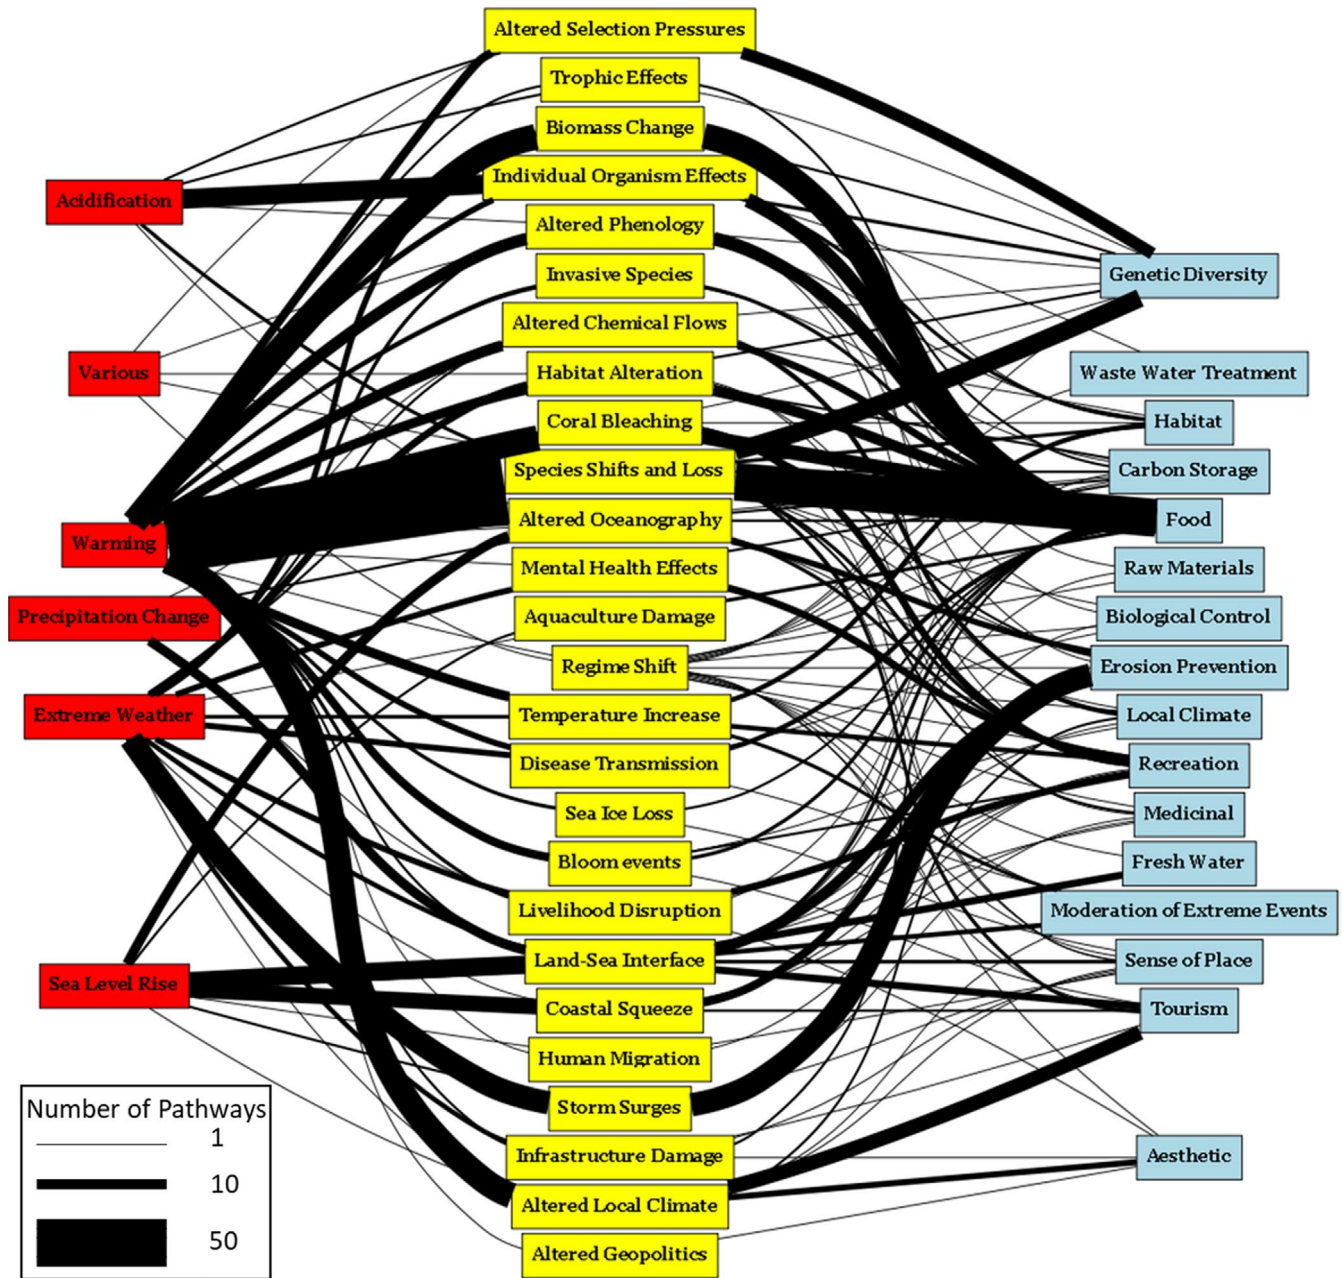 Altered Selection Pressures
Trophic Effects
Biomass Change
Individual Organism Effects
Acidification
Altered Phenology
Invasive Species
Genetic Diversity
Altered Chemical Flows
Various
Habitat Alteration
Waste Water Treatment
Coral Bleaching
Habitat
Species Shifts and Loss
Carbon Storage
Altered Oceanography
Food
Warming
Mental Health Effects
Raw Materials
Precipitation Change
Aquaculture Damage
Biological Control
Regime Shift
Erosion Prevention
Extreme Weather
Temperature Increase
Local Climate
Disease Transmission
Recreation
Sea Ice Loss
Medicinal
Bloom events
Fresh Water
Livelihood Disruption
Moderation of Extreme Events
Land-Sea Interface
Sense of Place
Sea Level Rise
Coastal Squeeze
Tourism
Human Migration
Number of Pathways
1
10
50
Storm Surges
Infrastructure Damage
Aesthetic
Altered Local Climate
Altered Geopolitics